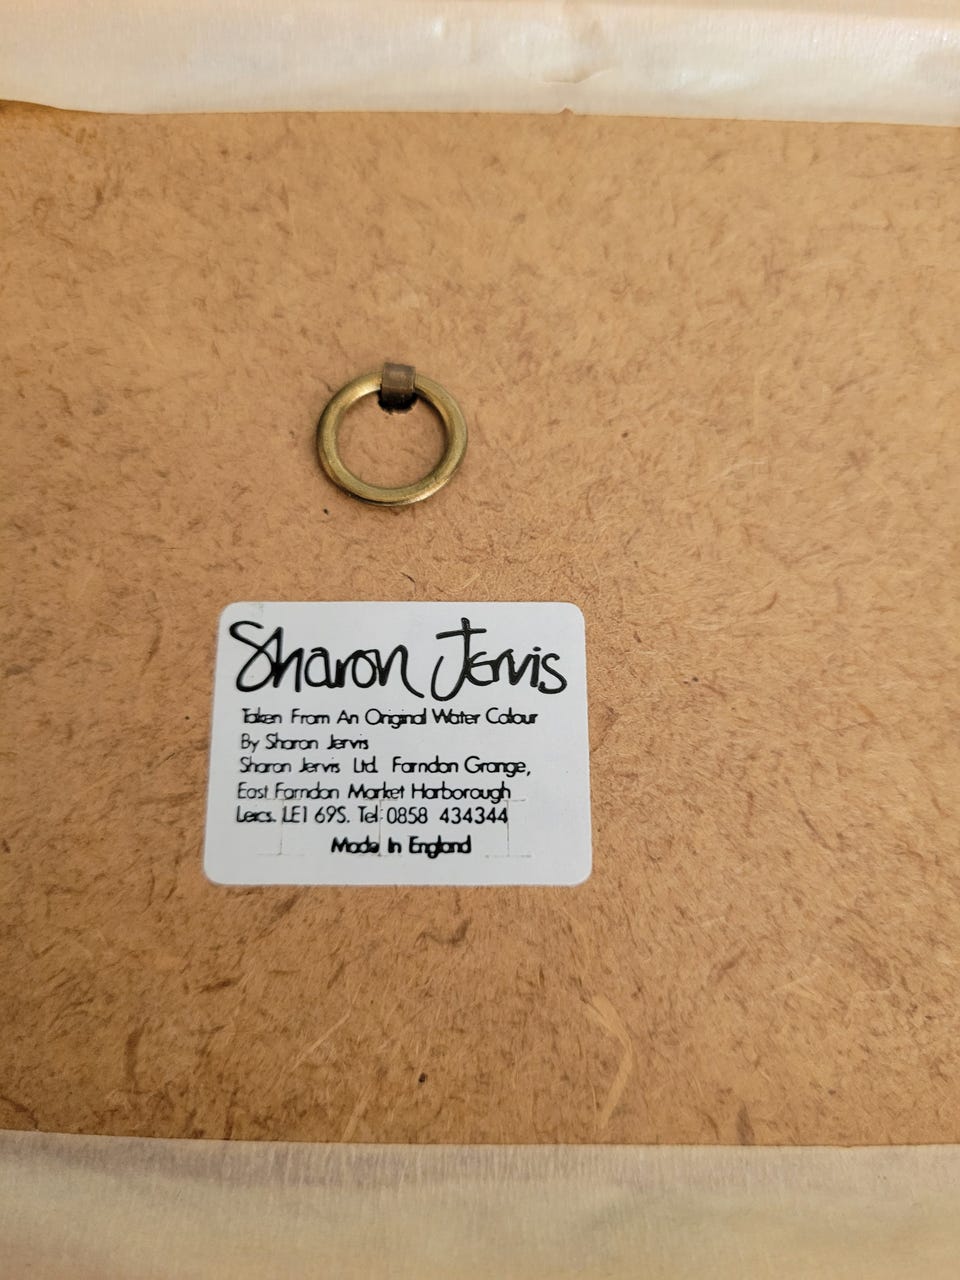 Sharon Jervis
Taken From An Original Water Colour
By Sharon Jervis
Sharon Jervis Ltd. Farndon Grange,
East Farndon Market Harborough
Leics. LE1 69S. Tel: 0858 434344
Made In England